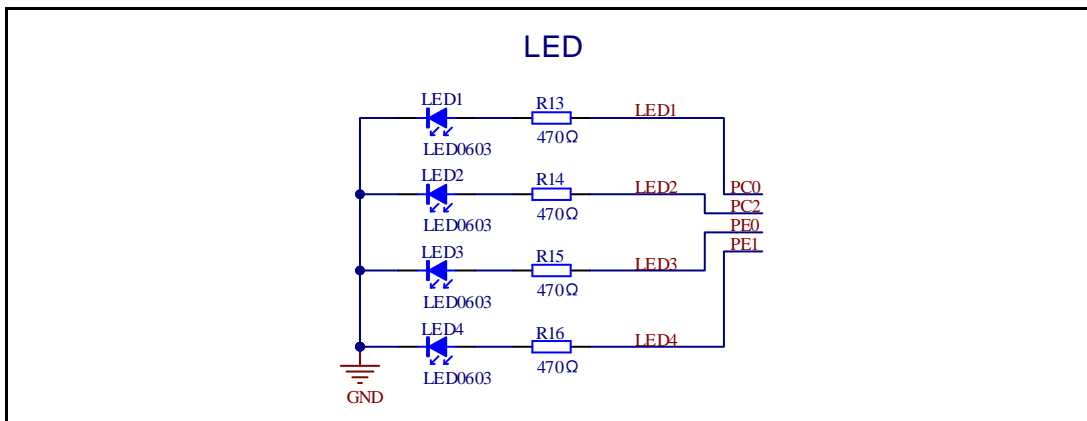 LED
LED1
R13
LED1
LED0603
470Ω
LED2
R14
LED2
PC0
LED0603
470Ω
PC2
PE0
LED3
R15
LED3
PE1
LED0603
470Ω
LED4
R16
LED4
LED0603
470Ω
GND